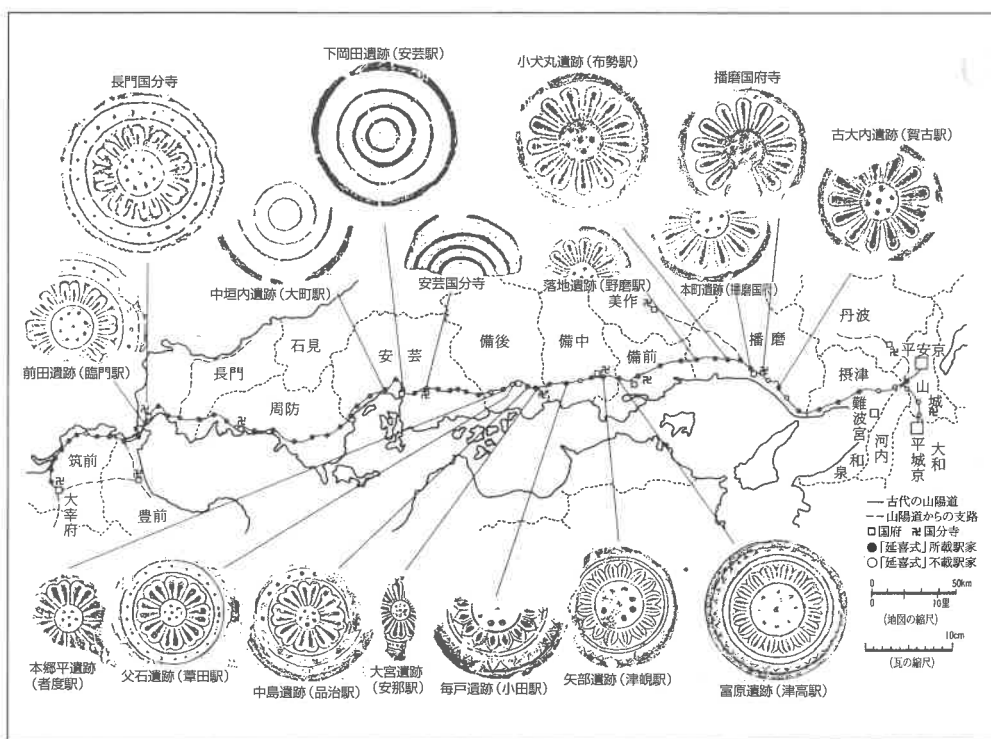 下岡田遺跡(安芸駅)
小犬丸遺跡(布勢駅)
長門国分寺
播磨国府寺
古大内遺跡(賀古駅)
中垣内遺跡(大町駅)
安芸国分寺
落地遺跡(野磨駅)
本町遺跡(播磨国府)
前田遺跡(臨門駅)
美作
丹波
石見
安芸
備後
備中
備前
播磨
長門
周防
摂津
平安京
山城
難波宮
河内
和泉
平城京
大和
筑前
大宰府
豊前
古代の山陽道
山陽道からの支路
国府 卍国分寺
●「延喜式」所載駅家
○「延喜式」不載駅家
0 50km
0 10里
(地図の縮尺)
10cm
(瓦の縮尺)
本郷平遺跡
(者度駅)
父石遺跡(葦田駅)
中島遺跡(品治駅)
大宮遺跡
(安那駅)
毎戸遺跡(小田駅)
矢部遺跡(津峴駅)
富原遺跡(津高駅)